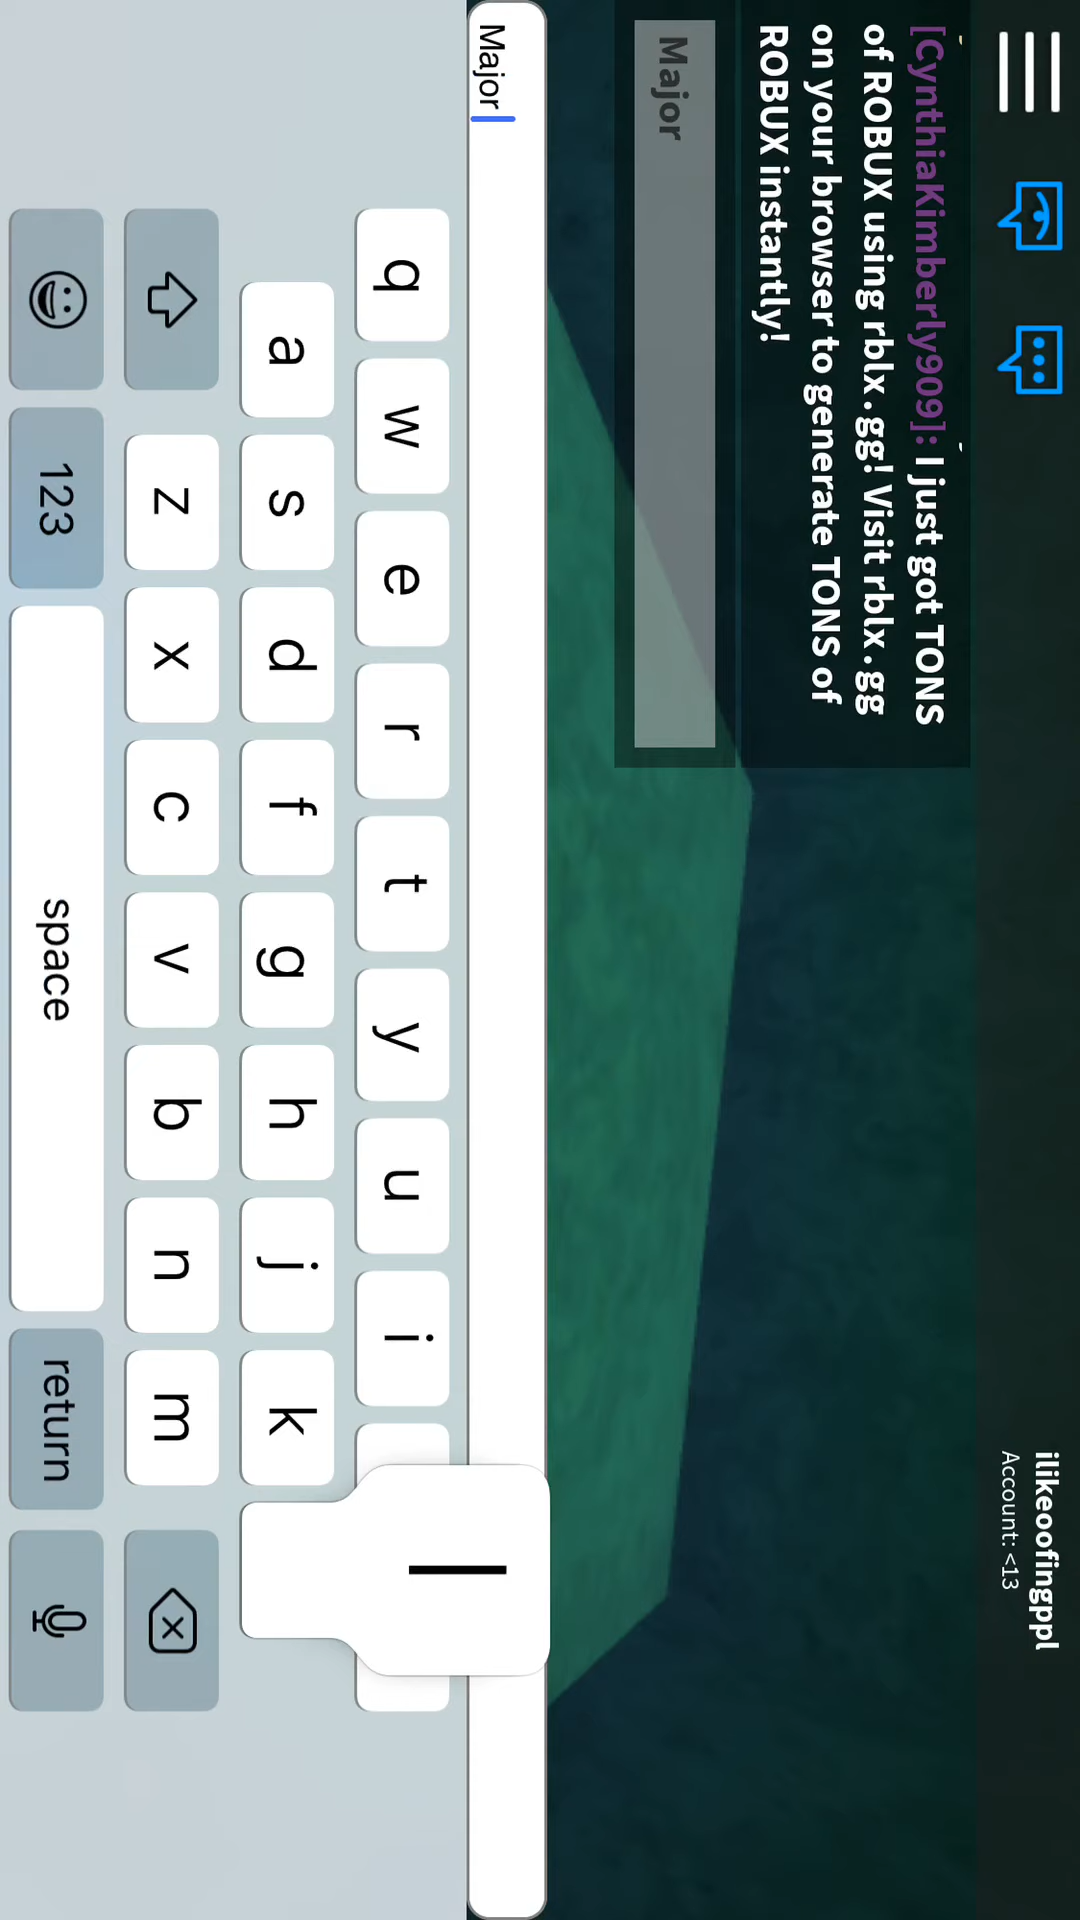 ilikeoofingppl
Account: <13
[CynthiaKimberly909]: I just got TONS
of ROBUX using rblx.gg! Visit rblx.gg
on your browser to generate TONS of
ROBUX instantly!
Major
Major
q w e r t y u i
a s d f g h j k l
z x c v b n m
123 space return